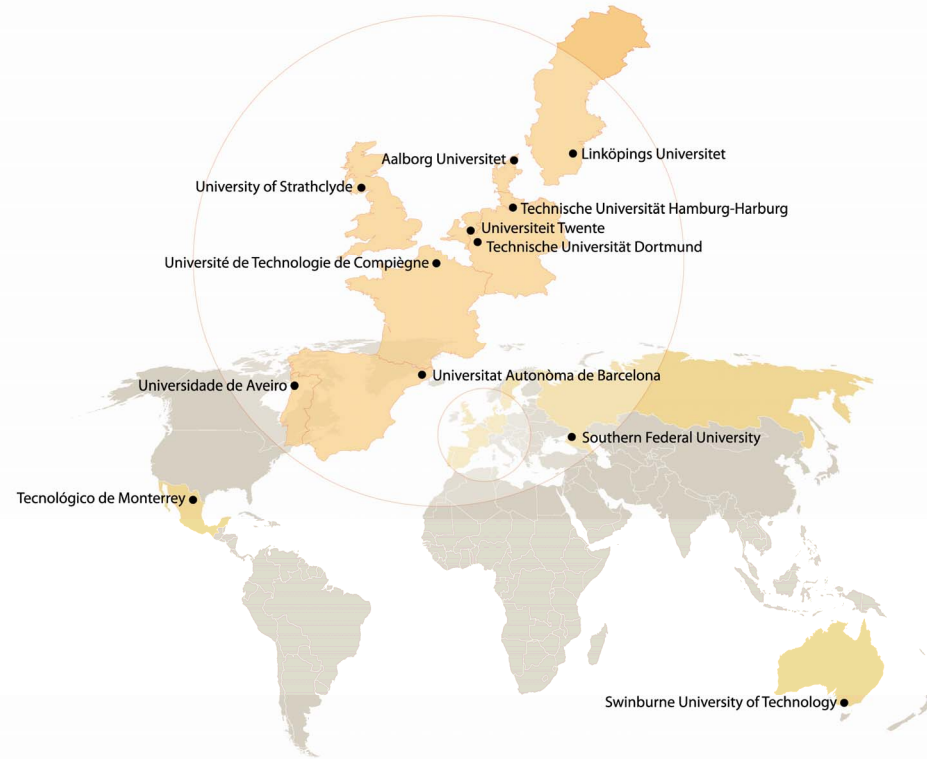 Aalborg Universitet
Linköpings Universitet
University of Strathclyde
Technische Universität Hamburg-Harburg
Universiteit Twente
Technische Universität Dortmund
Université de Technologie de Compiègne
Universitat Autònoma de Barcelona
Universidade de Aveiro
Southern Federal University
Tecnológico de Monterrey
Swinburne University of Technology